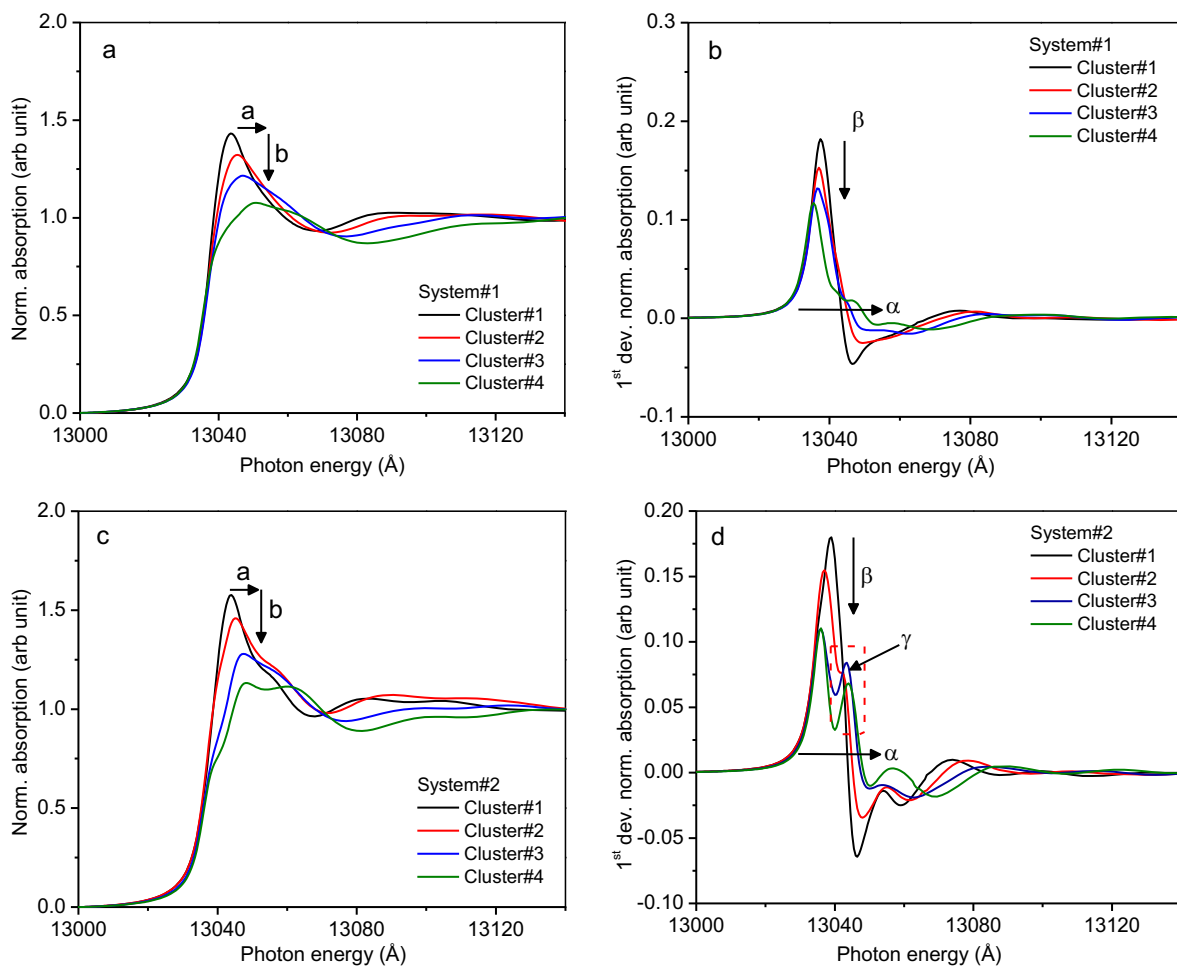 a
2.0
1.5
1.0
0.5
0.0
Norm. absorption (arb unit)
a
b
System#1
Cluster#1
Cluster#2
Cluster#3
Cluster#4
13000 13040 13080 13120
Photon energy (Å)
b
0.3
0.2
0.1
0.0
-0.1
1st dev. norm. absorption (arb unit)
System#1
Cluster#1
Cluster#2
Cluster#3
Cluster#4
β
α
13000 13040 13080 13120
Photon energy (Å)
c
2.0
1.5
1.0
0.5
0.0
Norm. absorption (arb unit)
a
b
System#2
Cluster#1
Cluster#2
Cluster#3
Cluster#4
13000 13040 13080 13120
Photon energy (Å)
d
0.20
0.15
0.10
0.05
0.00
-0.05
-0.10
1st dev. norm. absorption (arb unit)
System#2
Cluster#1
Cluster#2
Cluster#3
Cluster#4
β
γ
α
13000 13040 13080 13120
Photon energy (Å)